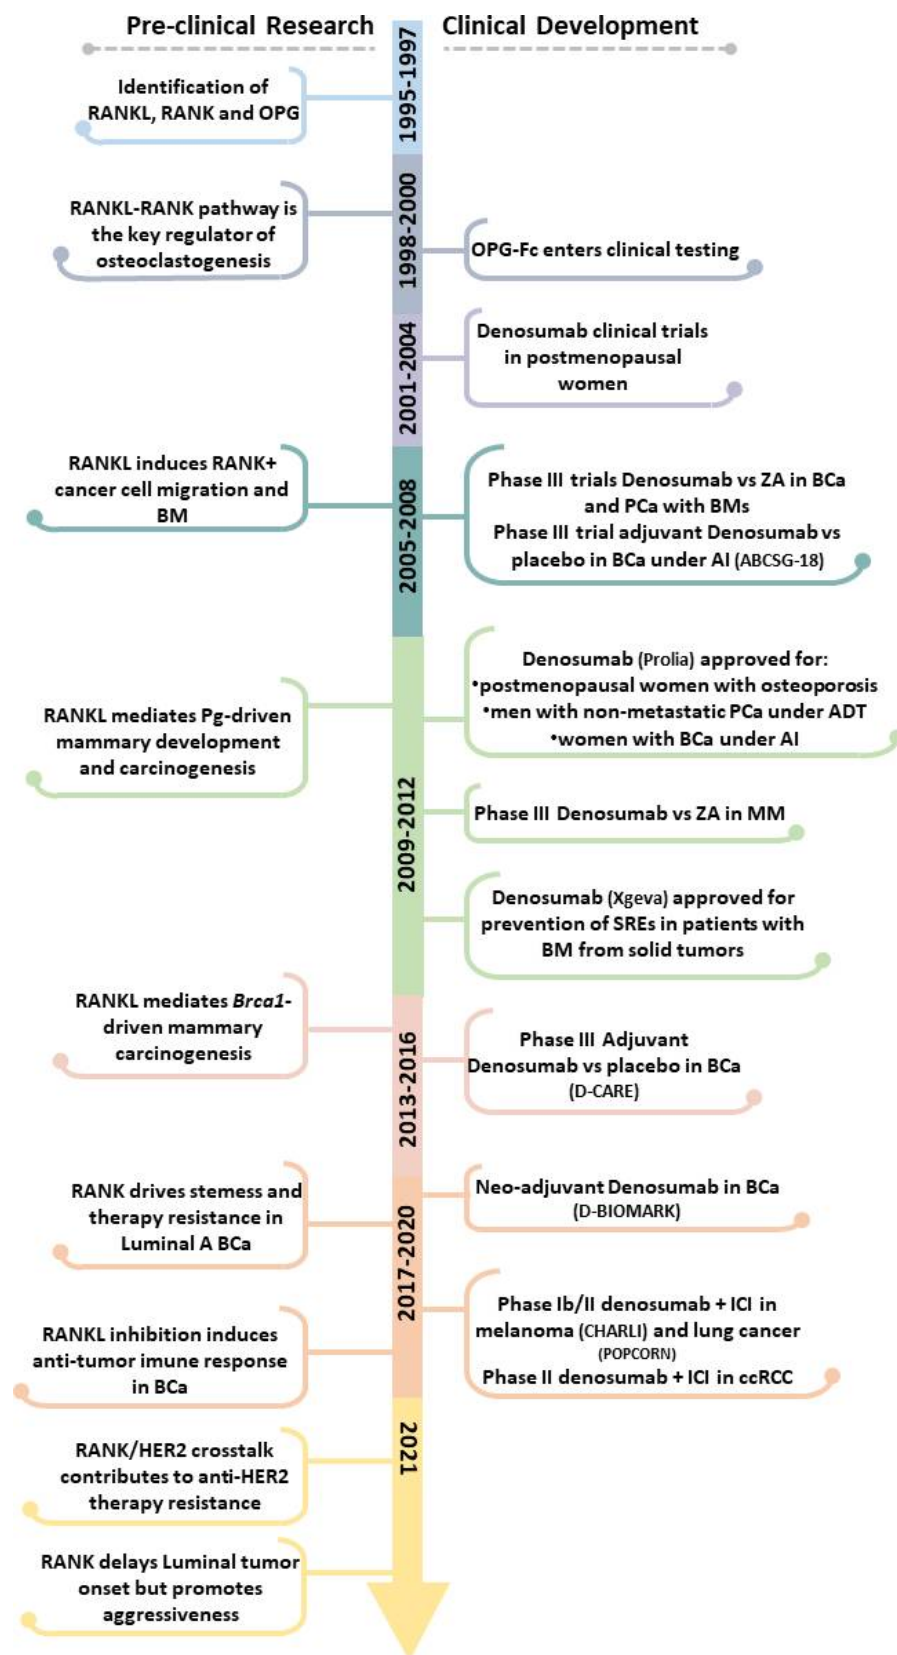 Pre-clinical Research
Clinical Development
1995-1997
Identification of
RANKL, RANK and OPG
1998-2000
RANKL-RANK pathway is
the key regulator of
osteoclastogenesis
OPG-Fc enters clinical testing
2001-2004
Denosumab clinical trials
in postmenopausal
women
2005-2008
RANKL induces RANK+
cancer cell migration and
BM
Phase III trials Denosumab vs ZA in BCa
and PCa with BMs
Phase III trial adjuvant Denosumab vs
placebo in BCa under AI (ABCSG-18)
2009-2012
RANKL mediates Pg-driven
mammary development
and carcinogenesis
Denosumab (Prolia) approved for:
•postmenopausal women with osteoporosis
•men with non-metastatic PCa under ADT
•women with BCa under AI
Phase III Denosumab vs ZA in MM
Denosumab (Xgeva) approved for
prevention of SREs in patients with
BM from solid tumors
2013-2016
RANKL mediates Brca1-
driven mammary
carcinogenesis
Phase III Adjuvant
Denosumab vs placebo in BCa
(D-CARE)
2017-2020
RANK drives stemess and
therapy resistance in
Luminal A BCa
Neo-adjuvant Denosumab in BCa
(D-BIOMARK)
RANKL inhibition induces
anti-tumor imune response
in BCa
Phase Ib/II denosumab + ICI in
melanoma (CHARLI) and lung cancer
(POPCORN)
Phase II denosumab + ICI in ccRCC
2021
RANK/HER2 crosstalk
contributes to anti-HER2
therapy resistance
RANK delays Luminal tumor
onset but promotes
aggressiveness